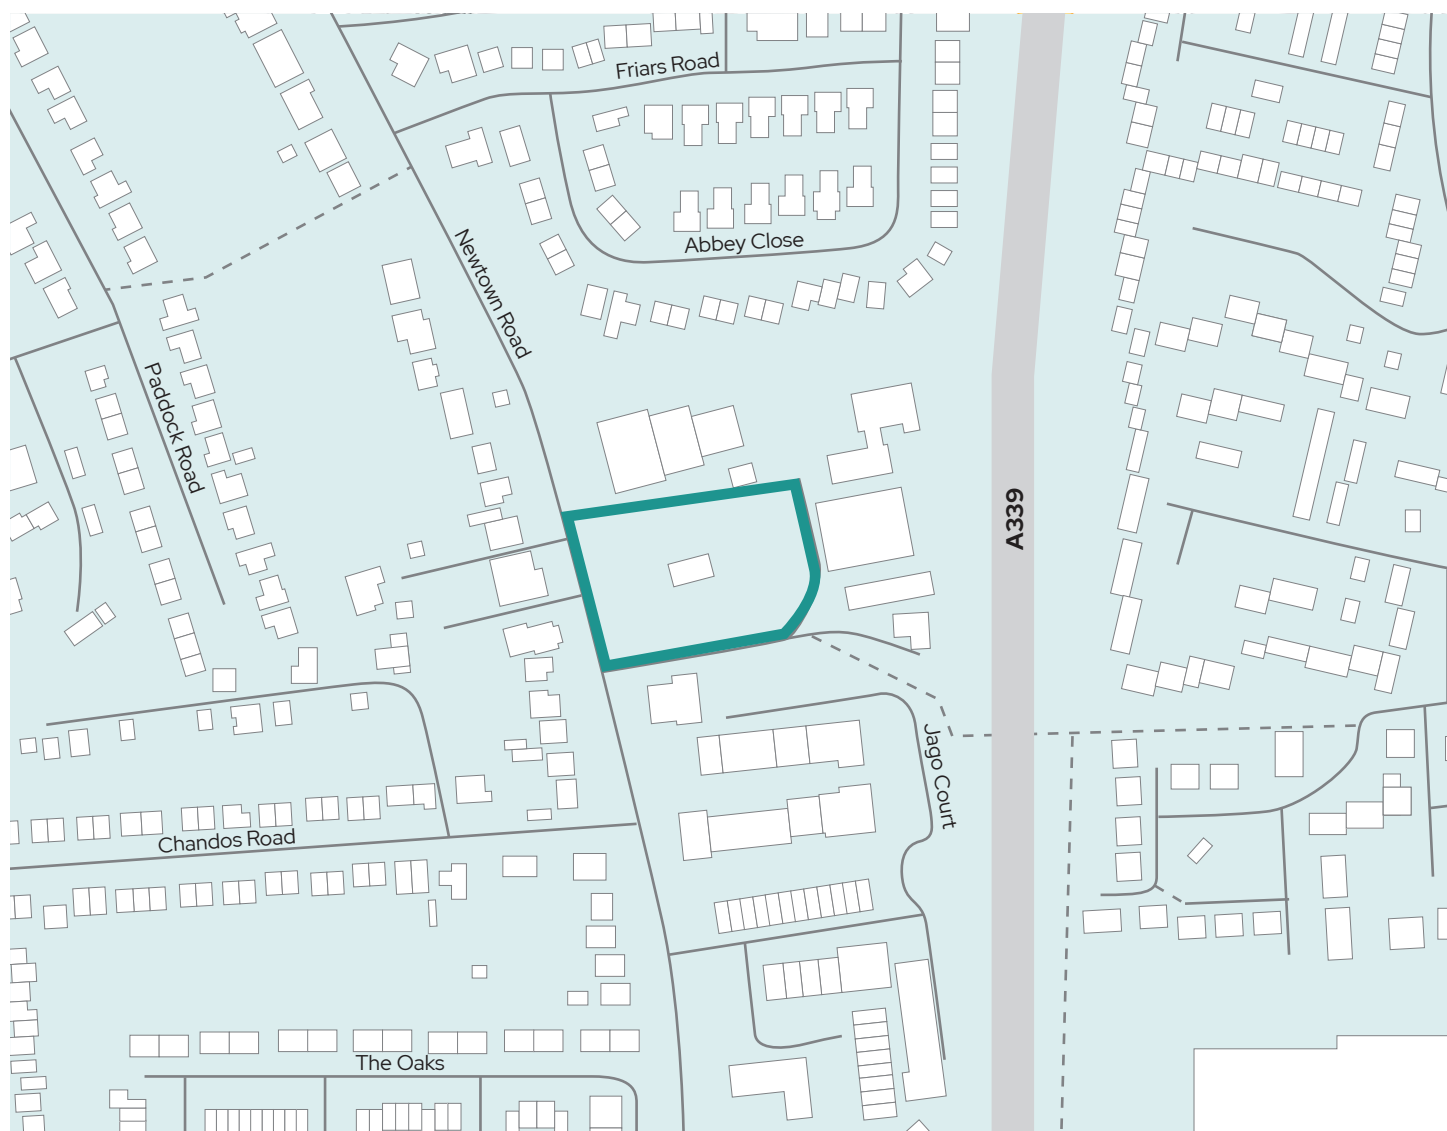 Friars Road
Abbey Close
Newtown Road
Paddock Road
A339
Jago Court
Chandos Road
The Oaks